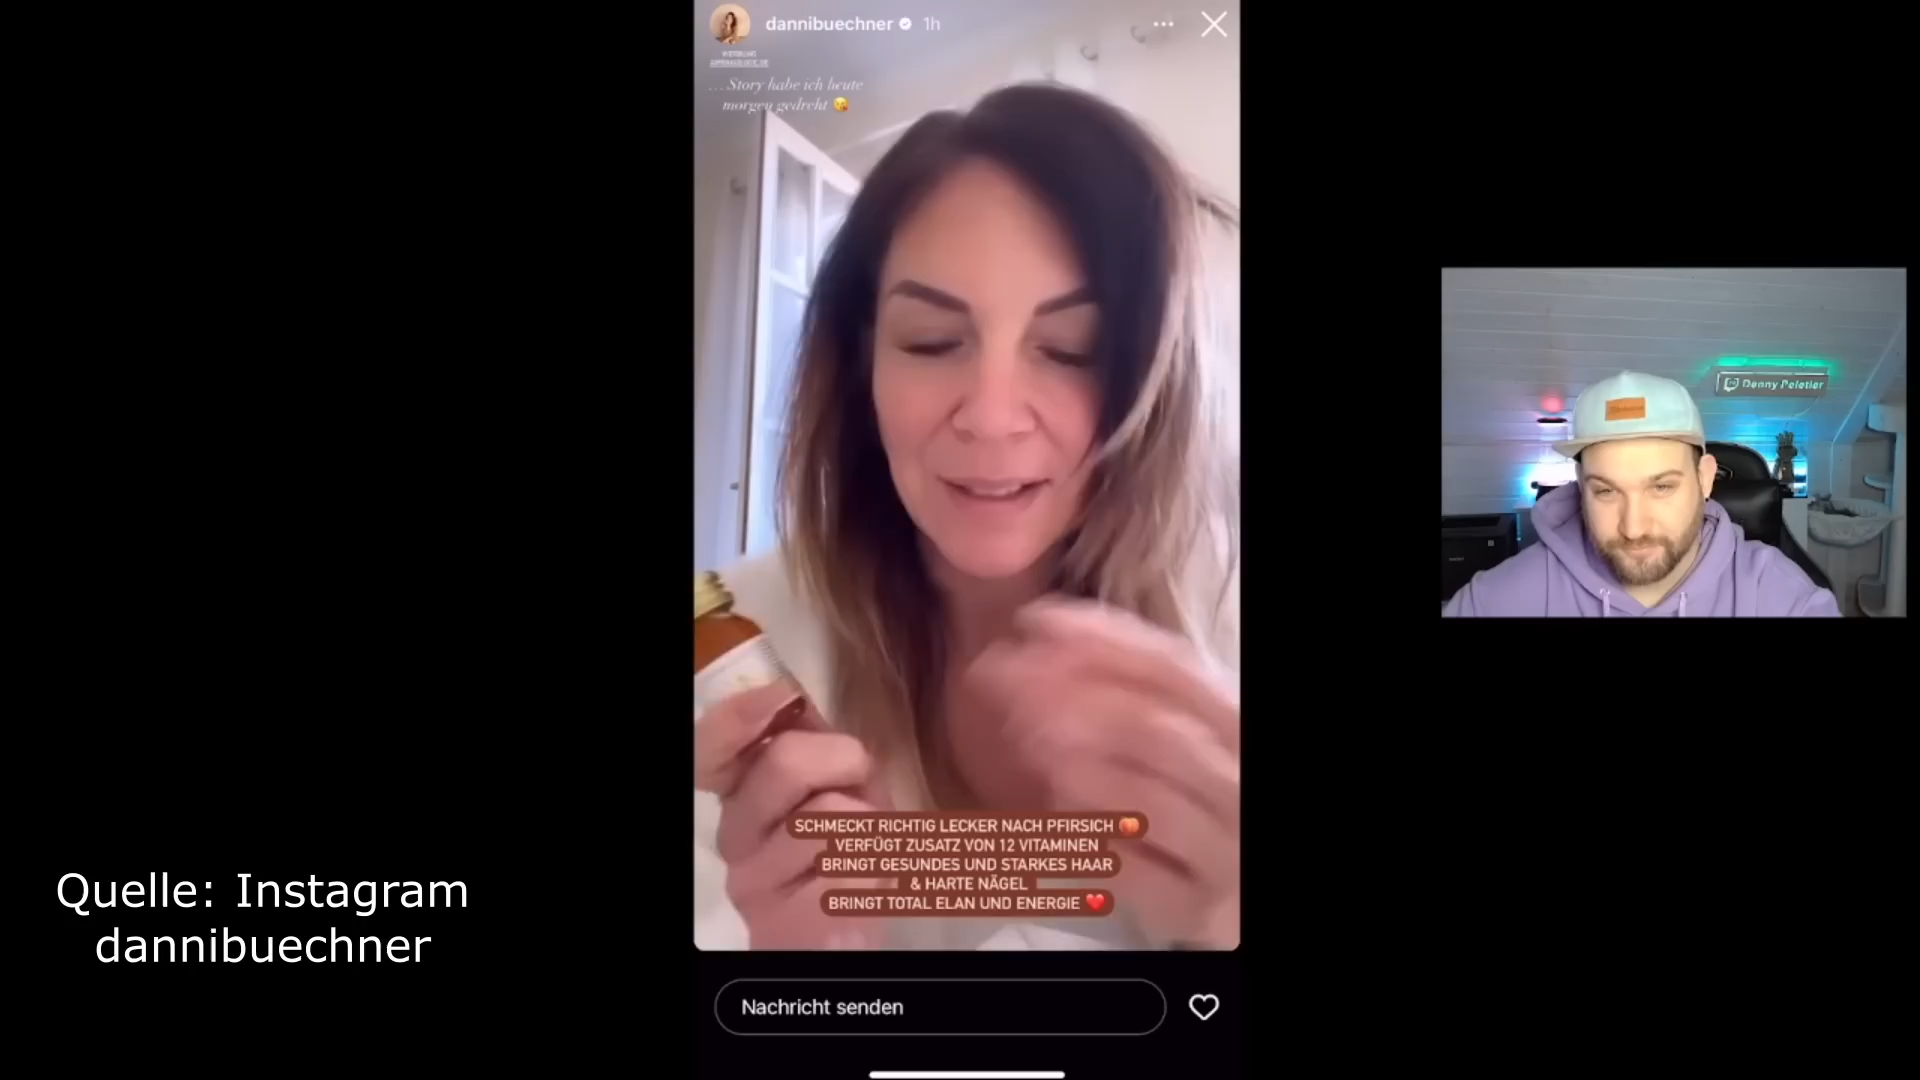 dannibuechner 1h
... Story habe ich heute
morgen gedreht 😘
Danny Peletier
SCHMECKT RICHTIG LECKER NACH PFIRSICH 🍑
VERFÜGT ZUSATZ VON 12 VITAMINEN
BRINGT GESUNDES UND STARKES HAAR
& HARTE NÄGEL
BRINGT TOTAL ELAN UND ENERGIE ❤️
Quelle: Instagram
dannibuechner
Nachricht senden